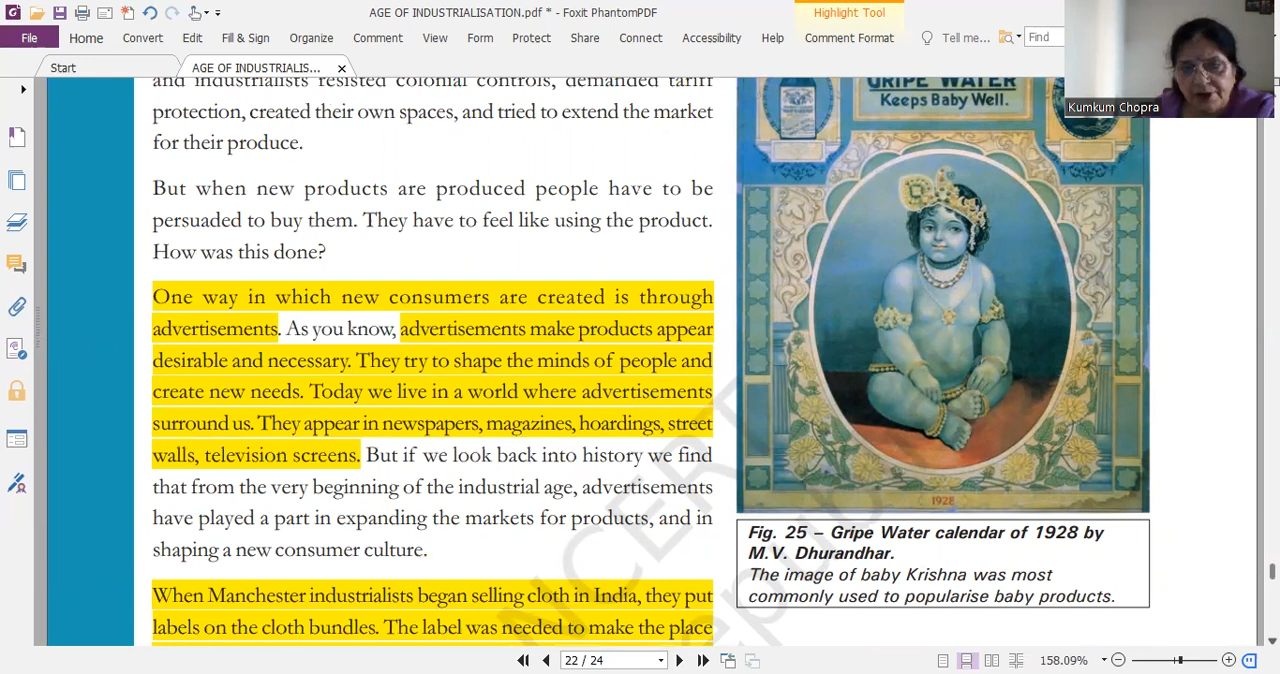 AGE OF INDUSTRIALISATION.pdf * - Foxit PhantomPDF
Highlight Tool
File Home Convert Edit Fill & Sign Organize Comment View Form Protect Share Connect Accessibility Help Comment Format Tell me... Find
Start AGE OF INDUSTRIALIS...
and industrialists resisted colonial controls, demanded tariff
protection, created their own spaces, and tried to extend the market
for their produce.
But when new products are produced people have to be
persuaded to buy them. They have to feel like using the product.
How was this done?
One way in which new consumers are created is through
advertisements. As you know, advertisements make products appear
desirable and necessary. They try to shape the minds of people and
create new needs. Today we live in a world where advertisements
surround us. They appear in newspapers, magazines, hoardings, street
walls, television screens. But if we look back into history we find
that from the very beginning of the industrial age, advertisements
have played a part in expanding the markets for products, and in
shaping a new consumer culture.
When Manchester industrialists began selling cloth in India, they put
labels on the cloth bundles. The label was needed to make the place
GRIPE WATER
Keeps Baby Well.
1928
Fig. 25 – Gripe Water calendar of 1928 by
M.V. Dhurandhar.
The image of baby Krishna was most
commonly used to popularise baby products.
Kumkum Chopra
22 / 24
158.09%